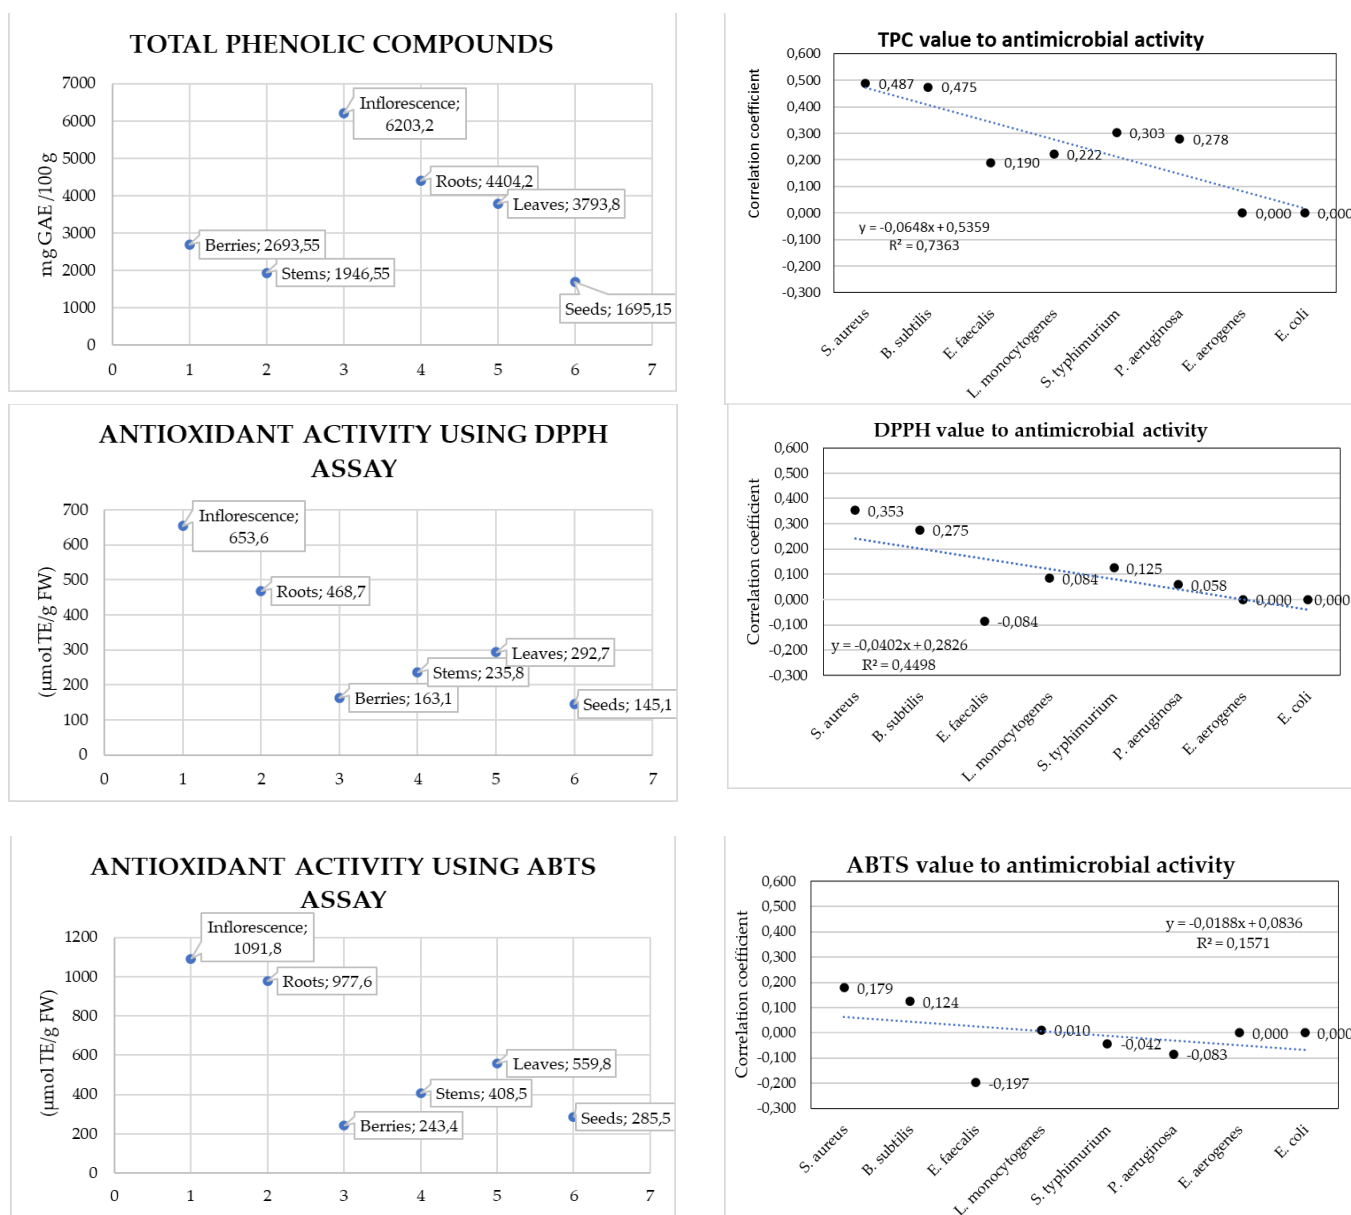 TOTAL PHENOLIC COMPOUNDS
mg GAE /100 g
7000
6000
5000
4000
3000
2000
1000
0
0 1 2 3 4 5 6 7
Inflorescence;
6203,2
Roots; 4404,2
Leaves; 3793,8
Berries; 2693,55
Stems; 1946,55
Seeds; 1695,15
TPC value to antimicrobial activity
Correlation coefficient
0,600
0,500
0,400
0,300
0,200
0,100
0,000
-0,100
-0,200
-0,300
0,487
0,475
0,190
0,222
0,303
0,278
0,000
0,000
y = -0,0648x + 0,5359
R² = 0,7363
S. aureus
B. subtilis
E. faecalis
L. monocytogenes
S. typhimurium
P. aeruginosa
E. aerogenes
E. coli
ANTIOXIDANT ACTIVITY USING DPPH
ASSAY
(µmol TE/g FW)
700
600
500
400
300
200
100
0
0 1 2 3 4 5 6 7
Inflorescence;
653,6
Roots; 468,7
Leaves; 292,7
Stems; 235,8
Berries; 163,1
Seeds; 145,1
DPPH value to antimicrobial activity
Correlation coefficient
0,600
0,500
0,400
0,300
0,200
0,100
0,000
-0,100
-0,200
-0,300
0,353
0,275
-0,084
0,084
0,125
0,058
0,000
0,000
y = -0,0402x + 0,2826
R² = 0,4498
S. aureus
B. subtilis
E. faecalis
L. monocytogenes
S. typhimurium
P. aeruginosa
E. aerogenes
E. coli
ANTIOXIDANT ACTIVITY USING ABTS
ASSAY
(µmol TE/g FW)
1200
1000
800
600
400
200
0
0 1 2 3 4 5 6 7
Inflorescence;
1091,8
Roots; 977,6
Leaves; 559,8
Stems; 408,5
Berries; 243,4
Seeds; 285,5
ABTS value to antimicrobial activity
Correlation coefficient
0,600
0,500
0,400
0,300
0,200
0,100
0,000
-0,100
-0,200
-0,300
y = -0,0188x + 0,0836
R² = 0,1571
0,179
0,124
-0,197
0,010
-0,042
-0,083
0,000
0,000
S. aureus
B. subtilis
E. faecalis
L. monocytogenes
S. typhimurium
P. aeruginosa
E. aerogenes
E. coli